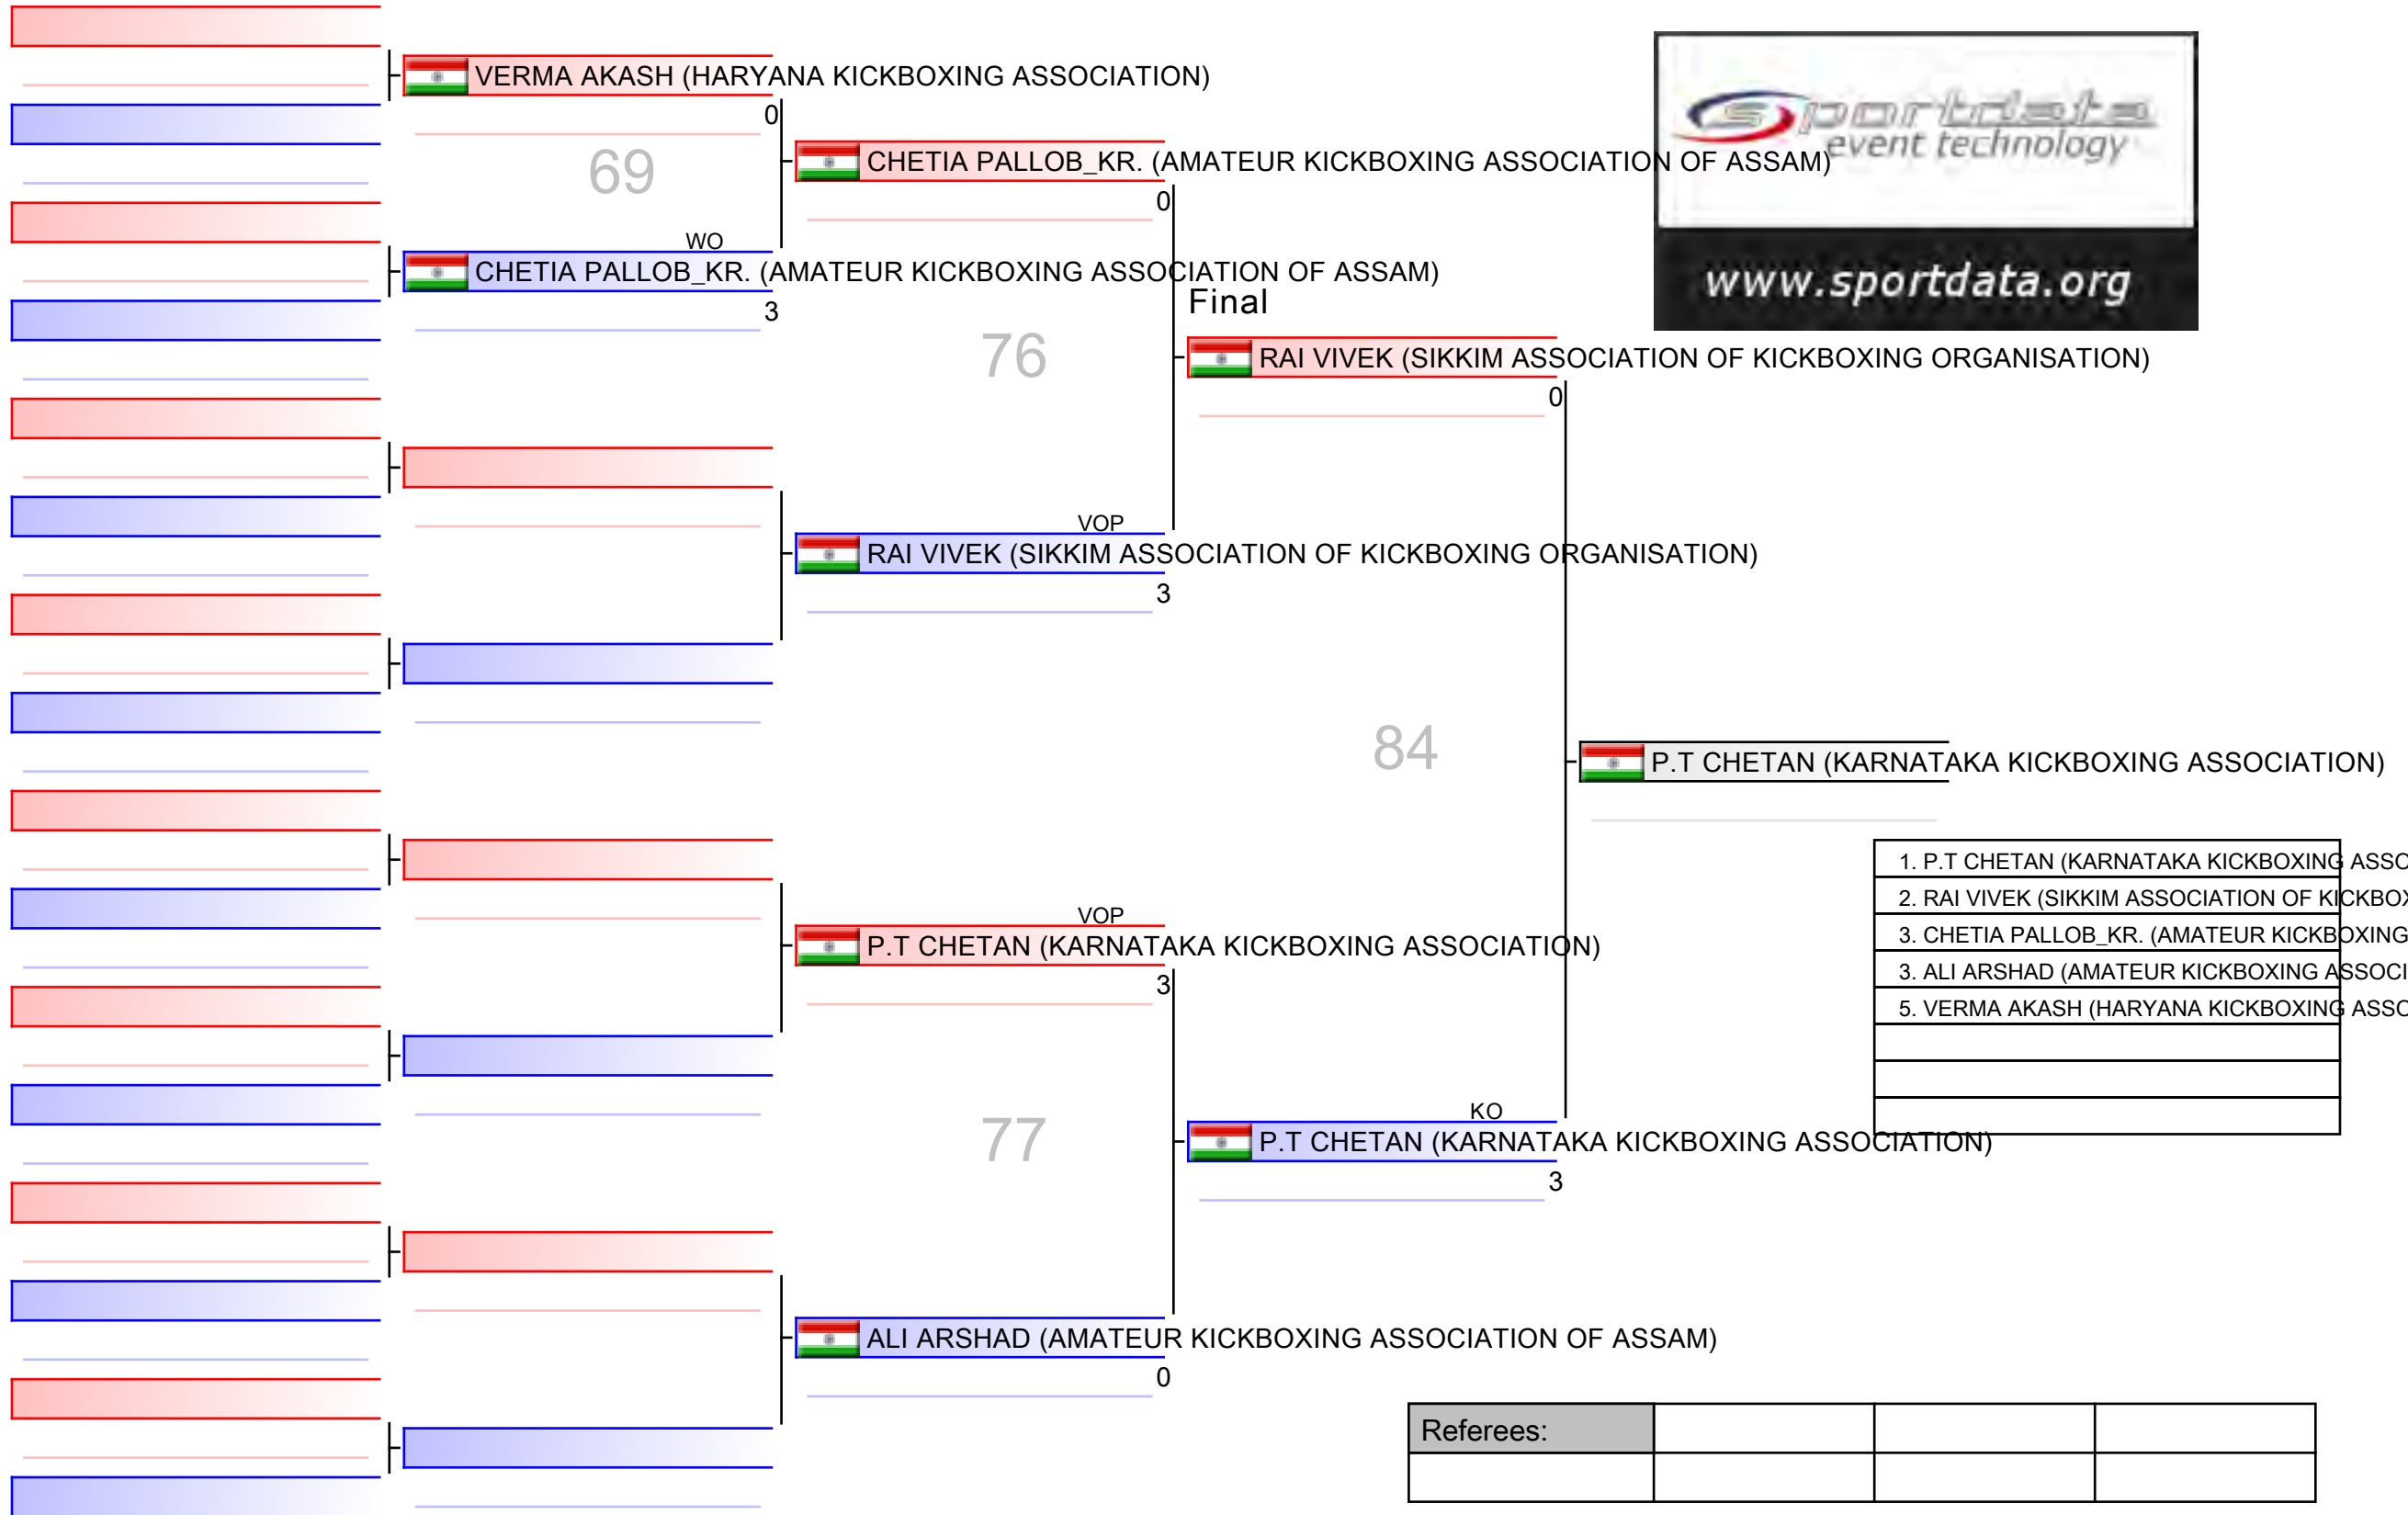 VERMA AKASH (HARYANA KICKBOXING ASSOCIATION)
0
69
WO
CHETIA PALLOB_KR. (AMATEUR KICKBOXING ASSOCIATION OF ASSAM)
3
CHETIA PALLOB_KR. (AMATEUR KICKBOXING ASSOCIATION OF ASSAM)
0
76
VOP
RAI VIVEK (SIKKIM ASSOCIATION OF KICKBOXING ORGANISATION)
3
VOP
P.T CHETAN (KARNATAKA KICKBOXING ASSOCIATION)
3
77
ALI ARSHAD (AMATEUR KICKBOXING ASSOCIATION OF ASSAM)
0
Final
RAI VIVEK (SIKKIM ASSOCIATION OF KICKBOXING ORGANISATION)
0
84
KO
P.T CHETAN (KARNATAKA KICKBOXING ASSOCIATION)
3
P.T CHETAN (KARNATAKA KICKBOXING ASSOCIATION)
sportdata
event technology
www.sportdata.org
1. P.T CHETAN (KARNATAKA KICKBOXING ASSO
2. RAI VIVEK (SIKKIM ASSOCIATION OF KICKBOX
3. CHETIA PALLOB_KR. (AMATEUR KICKBOXING
3. ALI ARSHAD (AMATEUR KICKBOXING ASSOCI
5. VERMA AKASH (HARYANA KICKBOXING ASSO
Referees: